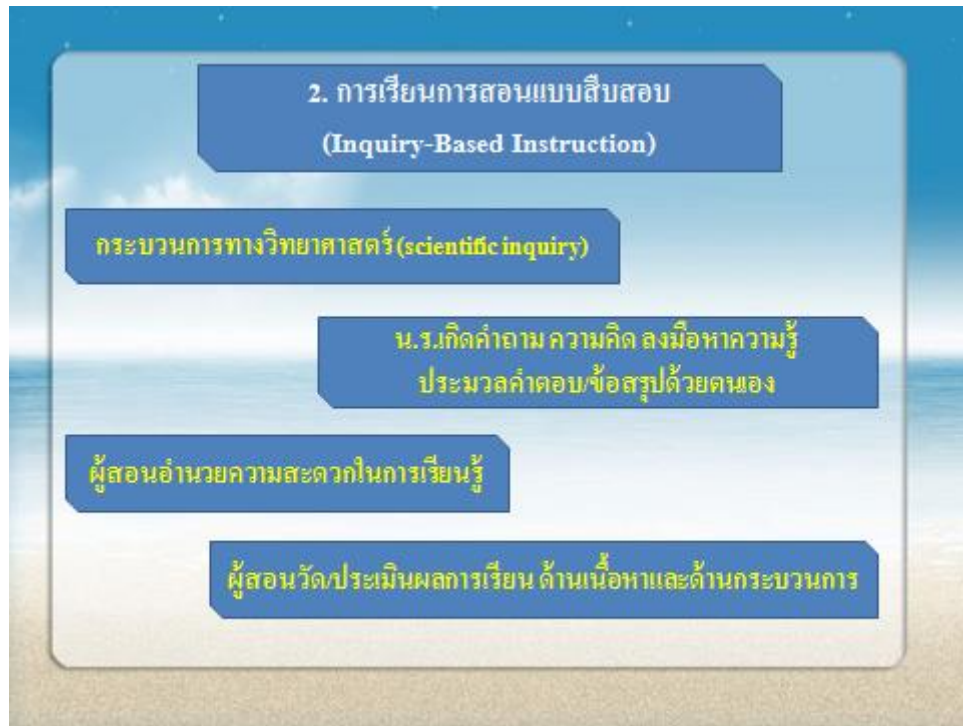 2. การเรียนการสอนแบบสืบสอบ
(Inquiry-Based Instruction)
กระบวนการทางวิทยาศาสตร์ (scientific inquiry)
น.ร.เกิดคำถาม ความคิด ลงมือหาความรู้
ประมวลคำตอบ/ข้อสรุปด้วยตนเอง
ผู้สอนอำนวยความสะดวกในการเรียนรู้
ผู้สอนวัด/ประเมินผลการเรียน ด้านเนื้อหาและด้านกระบวนการ